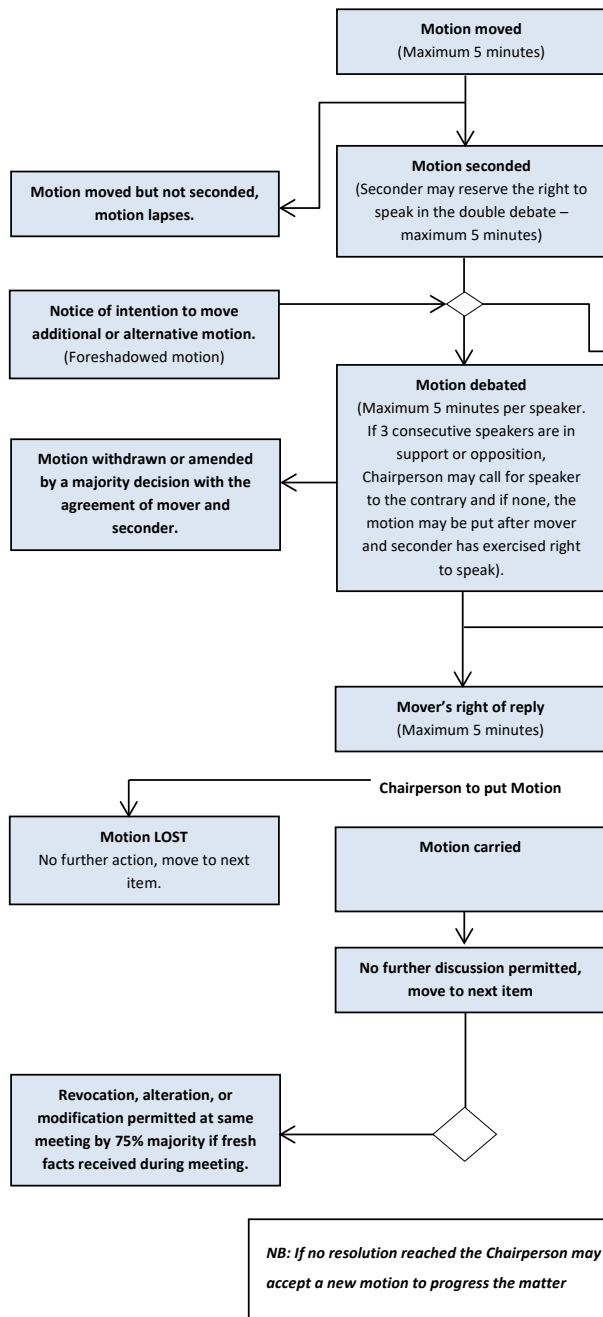 Motion moved
(Maximum 5 minutes)
Motion seconded
(Seconder may reserve the right to
speak in the double debate –
maximum 5 minutes)
Motion moved but not seconded,
motion lapses.
Notice of intention to move
additional or alternative motion.
(Foreshadowed motion)
Motion debated
(Maximum 5 minutes per speaker.
If 3 consecutive speakers are in
support or opposition,
Chairperson may call for speaker
to the contrary and if none, the
motion may be put after mover
and seconder has exercised right
to speak).
Motion withdrawn or amended
by a majority decision with the
agreement of mover and
seconder.
Mover’s right of reply
(Maximum 5 minutes)
Chairperson to put Motion
Motion LOST
No further action, move to next
item.
Motion carried
No further discussion permitted,
move to next item
Revocation, alteration, or
modification permitted at same
meeting by 75% majority if fresh
facts received during meeting.
NB: If no resolution reached the Chairperson may
accept a new motion to progress the matter